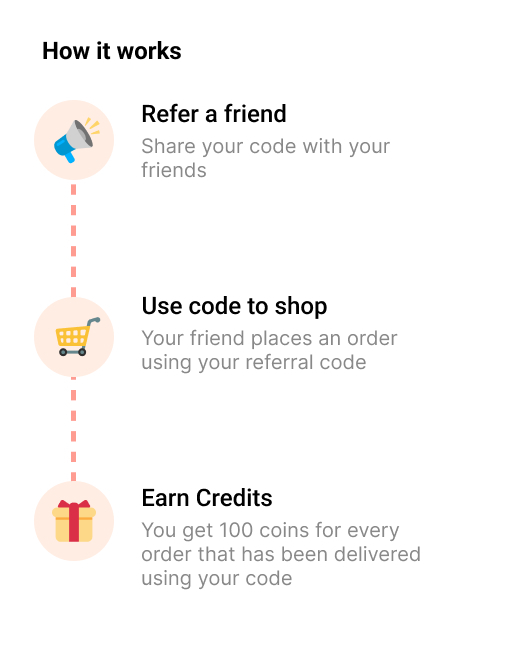 How it works
Refer a friend
Share your code with your
friends
Use code to shop
Your friend places an order
using your referral code
Earn Credits
You get 100 coins for every
order that has been delivered
using your code